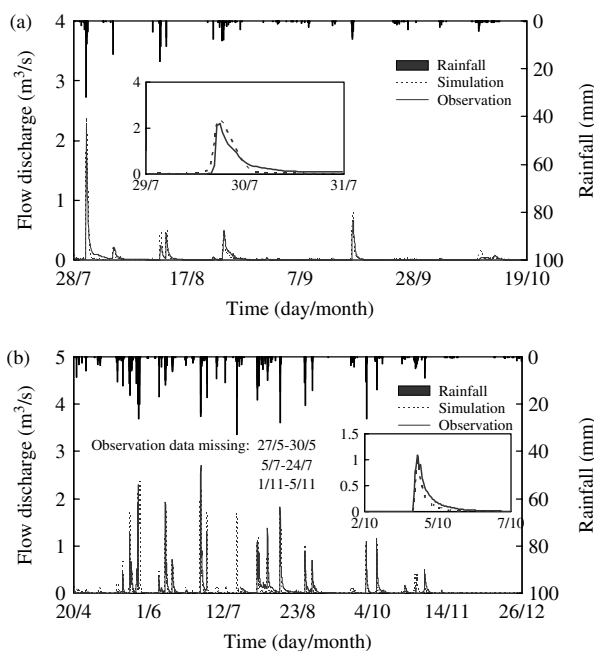 (a)
4
3
2
1
0
Flow discharge (m³/s)
0
20
40
60
80
100
Rainfall (mm)
Rainfall
Simulation
Observation
4
2
0
29/7 30/7 31/7
28/7 17/8 7/9 28/9 19/10
Time (day/month)
(b)
5
4
3
2
1
0
Flow discharge (m³/s)
0
20
40
60
80
100
Rainfall (mm)
Rainfall
Simulation
Observation
Observation data missing: 27/5-30/5
5/7-24/7
1/11-5/11
1.5
1
0.5
0
2/10 5/10 7/10
20/4 1/6 12/7 23/8 4/10 14/11 26/12
Time (day/month)